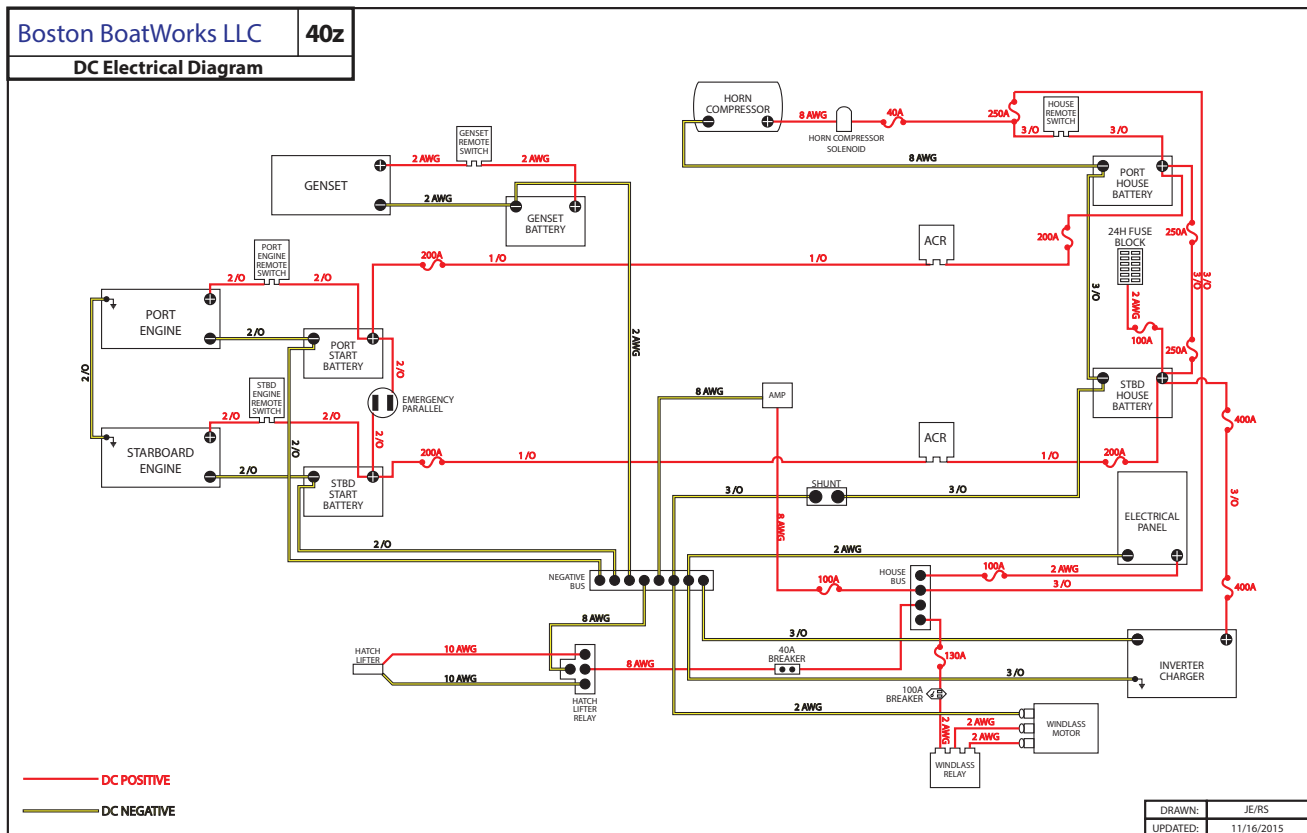 Boston BoatWorks LLC
40z
DC Electrical Diagram
HORN
COMPRESSOR
8 AWG
40A
HORN COMPRESSOR
SOLENOID
250A
HOUSE
REMOTE
SWITCH
3 /O
3 /O
8 AWG
GENSET
REMOTE
SWITCH
2 AWG
2 AWG
GENSET
2 AWG
GENSET
BATTERY
PORT
HOUSE
BATTERY
200A
24H FUSE
BLOCK
250A
3 /O
3 /O
3 /O
2 AWG
100A
250A
ACR
PORT
ENGINE
REMOTE
SWITCH
200A
1 /O
1 /O
2 /O
2 /O
PORT
ENGINE
2 /O
PORT
START
BATTERY
2 /O
2 /O
2 AWG
EMERGENCY
PARALLEL
STBD
ENGINE
REMOTE
SWITCH
2 /O
2 /O
2 /O
STARBOARD
ENGINE
2 /O
STBD
START
BATTERY
2 /O
200A
1 /O
8 AWG
AMP
ACR
1 /O
200A
STBD
HOUSE
BATTERY
400A
3 /O
400A
SHUNT
3 /O
3 /O
8 AWG
ELECTRICAL
PANEL
2 AWG
2 /O
NEGATIVE
BUS
HOUSE
BUS
100A
100A
2 AWG
3 /O
8 AWG
3 /O
HATCH
LIFTER
10 AWG
10 AWG
8 AWG
40A
BREAKER
130A
3 /O
INVERTER
CHARGER
HATCH
LIFTER
RELAY
100A
BREAKER
2 AWG
2 AWG
2 AWG
2 AWG
WINDLASS
MOTOR
WINDLASS
RELAY
DC POSITIVE
DC NEGATIVE
DRAWN:
JE/RS
UPDATED:
11/16/2015